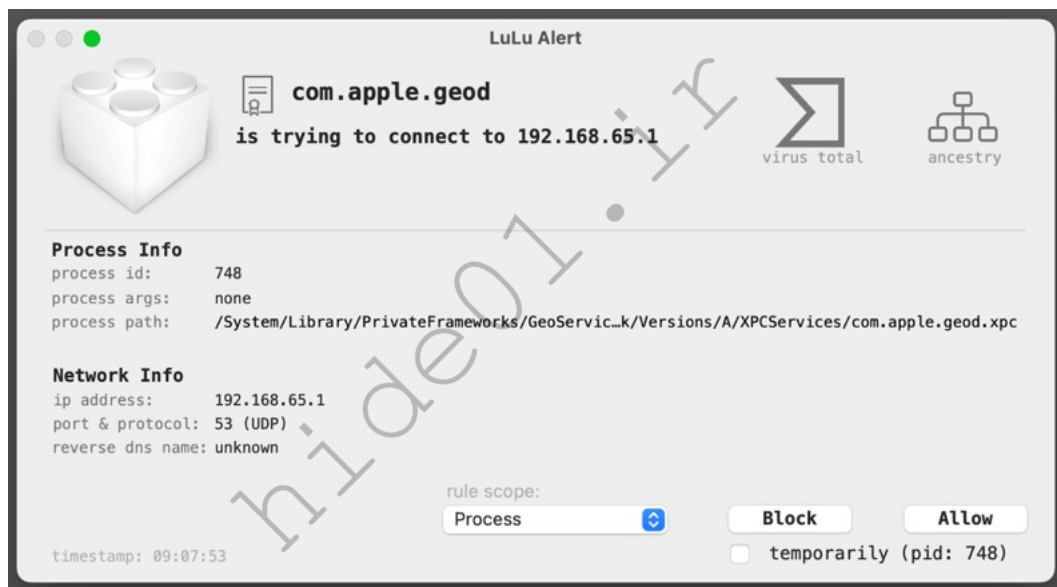 LuLu Alert
com.apple.geod
is trying to connect to 192.168.65.1
virus total
ancestry
Process Info
process id: 748
process args: none
process path: /System/Library/PrivateFrameworks/GeoServic…k/Versions/A/XPCServices/com.apple.geod.xpc
Network Info
ip address: 192.168.65.1
port & protocol: 53 (UDP)
reverse dns name: unknown
rule scope:
Process
Block
Allow
timestamp: 09:07:53
temporarily (pid: 748)
hide01.ir